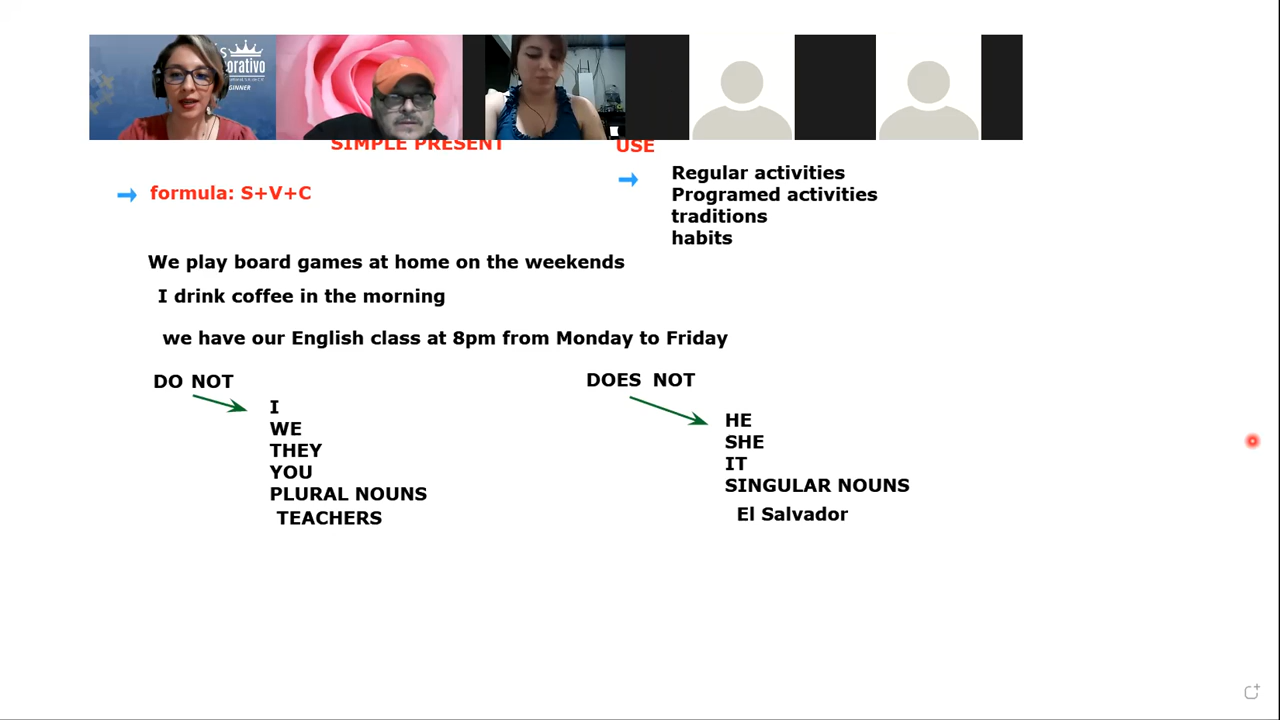 orativo
GINNER
SIMPLE PRESENT
USE
formula: S+V+C
Regular activities
Programed activities
traditions
habits
We play board games at home on the weekends
I drink coffee in the morning
we have our English class at 8pm from Monday to Friday
DO NOT
I
WE
THEY
YOU
PLURAL NOUNS
TEACHERS
DOES NOT
HE
SHE
IT
SINGULAR NOUNS
El Salvador